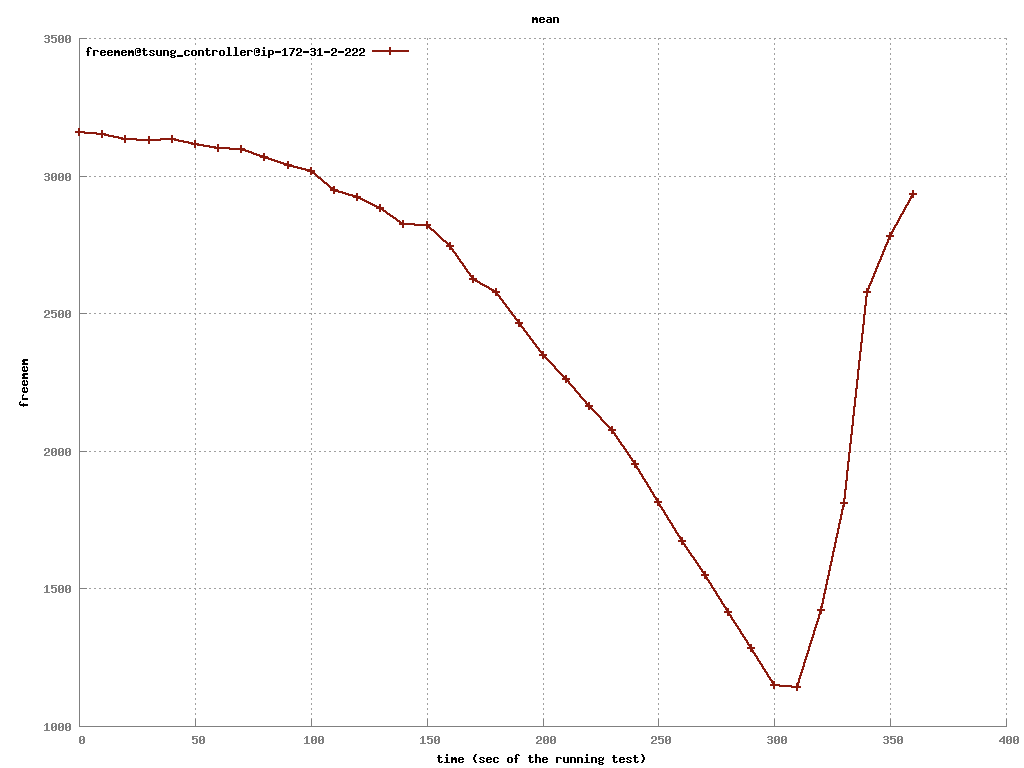 mean
3500
freemem@tsung_controller@ip-172-31-2-222
3000
2500
freemem
2000
1500
1000
0 50 100 150 200 250 300 350 400
time (sec of the running test)